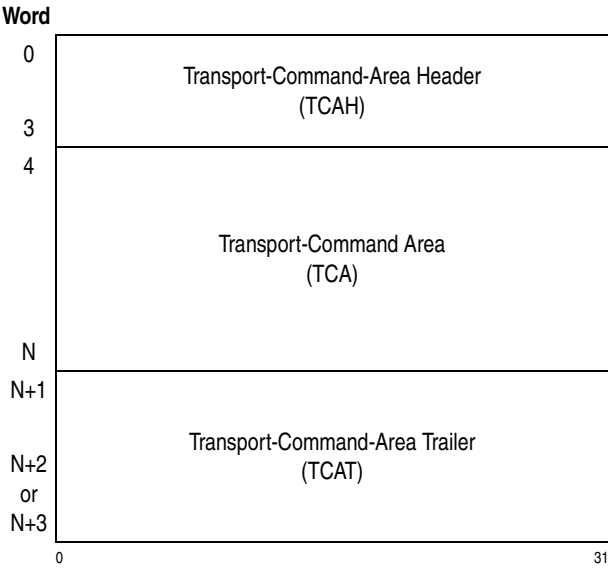 Word
0
Transport-Command-Area Header
(TCAH)
3
4
Transport-Command Area
(TCA)
N
N+1
Transport-Command-Area Trailer
(TCAT)
N+2
or
N+3
0 31